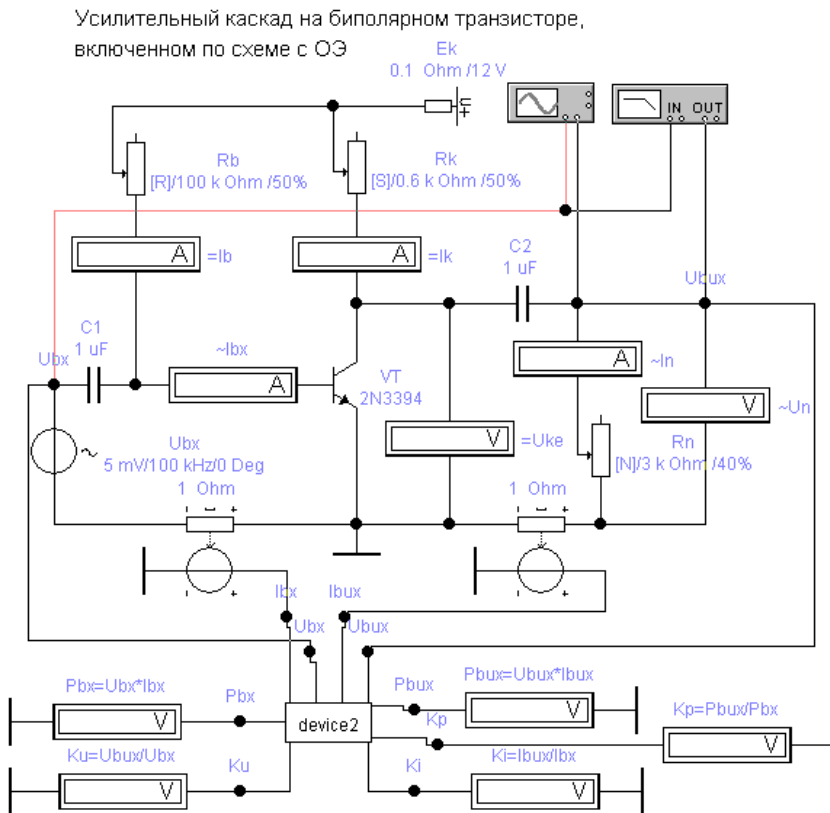 Усилительный каскад на биполярном транзисторе,
включенном по схеме с ОЭ
Ek
0.1 Ohm /12 V
+n
IN OUT
Rb
[R]/100 k Ohm /50%
Rk
[S]/0.6 k Ohm /50%
A =Ib
A =Ik
C2
1 uF
Ubux
C1
1 uF
Ubx
~Ibx
A
VT
2N3394
A ~In
V ~Un
V =Uke
Ubx
5 mV/100 kHz/0 Deg
Rn
[N]/3 k Ohm /40%
1 Ohm
1 Ohm
Ibx
Ibux
Ubx
Ubux
Pbx=Ubx*Ibx
Pbx
V
Pbux
Pbux=Ubux*Ibux
V
device2
Kp
Kp=Pbux/Pbx
V
Ku=Ubux/Ubx
Ku
V
Ki
Ki=Ibux/Ibx
V